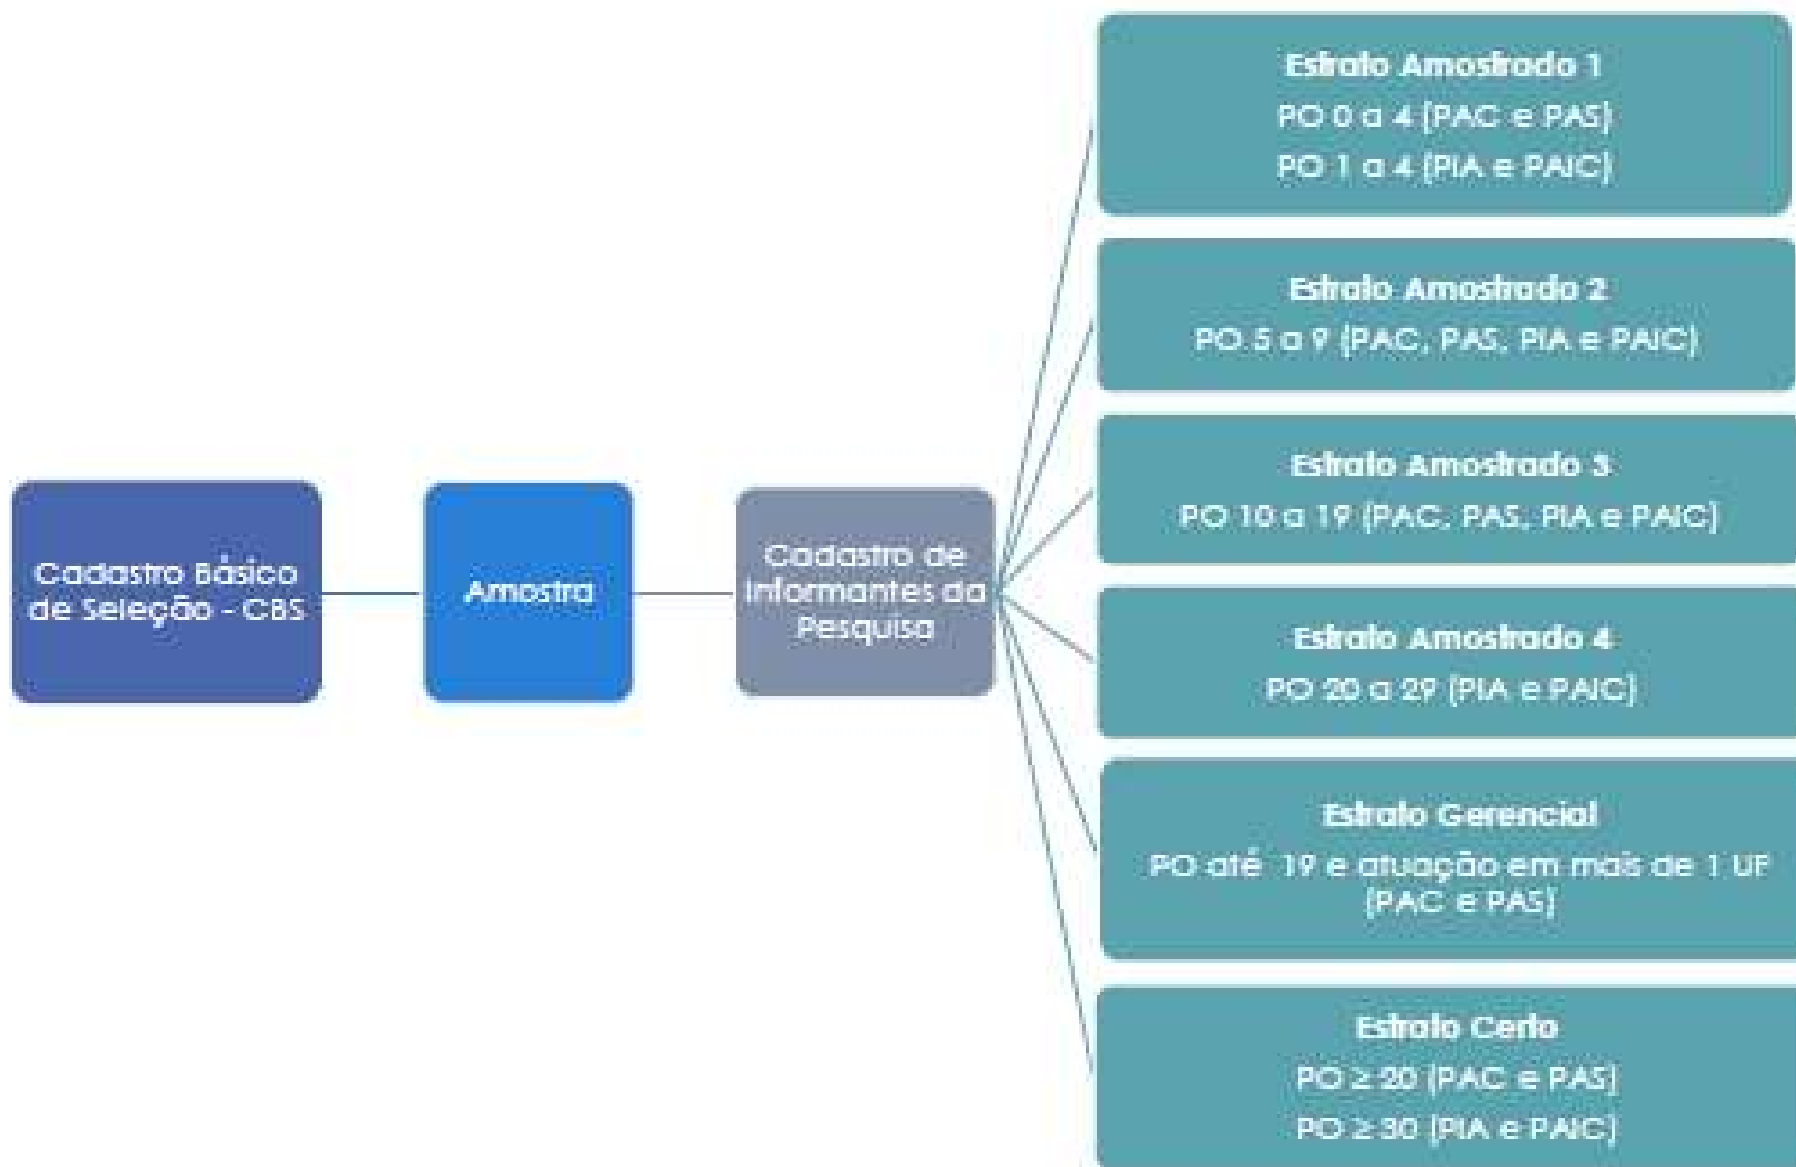 Cadastro Básico
de Seleção - CBS
Amostra
Cadastro de
Informantes da
Pesquisa
Estrato Amostrado 1
PO 0 a 4 (PAC e PAS)
PO 1 a 4 (PIA e PAIC)
Estrato Amostrado 2
PO 5 a 9 (PAC, PAS, PIA e PAIC)
Estrato Amostrado 3
PO 10 a 19 (PAC, PAS, PIA e PAIC)
Estrato Amostrado 4
PO 20 a 29 (PIA e PAIC)
Estrato Gerencial
PO até 19 e atuação em mais de 1 UF
(PAC e PAS)
Estrato Certo
PO ≥ 20 (PAC e PAS)
PO ≥ 30 (PIA e PAIC)